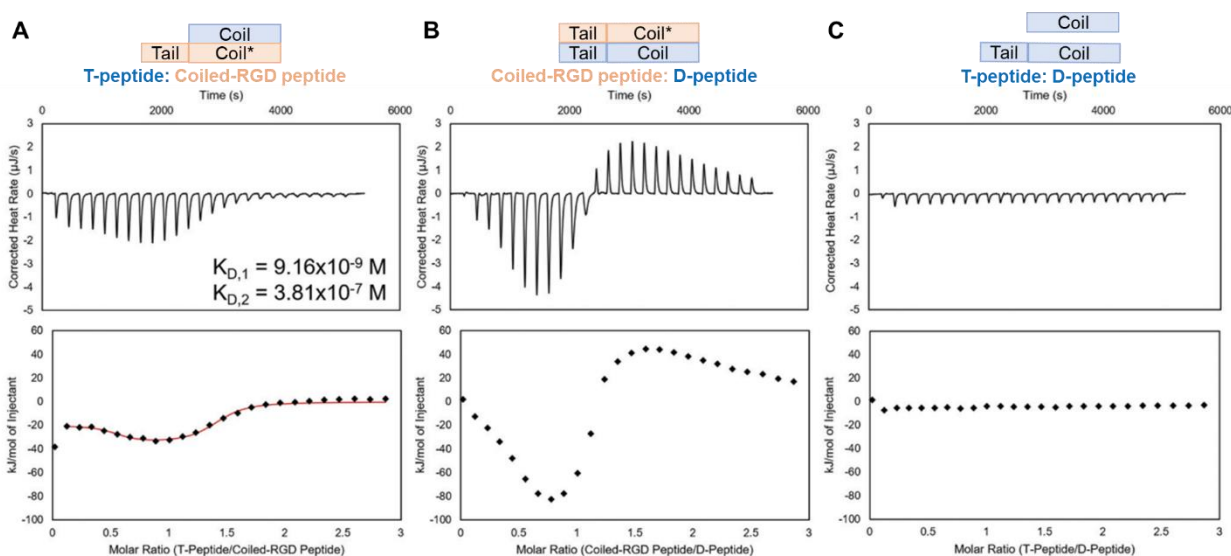 A
Coil
Tail Coil*
T-peptide: Coiled-RGD peptide
Time (s)
0 2000 4000 6000
Corrected Heat Rate (µJ/s)
3
2
1
0
-1
-2
-3
-4
-5
K_D,1 = 9.16x10^-9 M
K_D,2 = 3.81x10^-7 M
kJ/mol of Injectant
60
40
20
0
-20
-40
-60
-80
-100
0 0.5 1 1.5 2 2.5 3
Molar Ratio (T-Peptide/Coiled-RGD Peptide)
B
Tail Coil*
Tail Coil
Coiled-RGD peptide: D-peptide
Time (s)
0 2000 4000 6000
Corrected Heat Rate (µJ/s)
3
2
1
0
-1
-2
-3
-4
-5
kJ/mol of Injectant
60
40
20
0
-20
-40
-60
-80
-100
0 0.5 1 1.5 2 2.5 3
Molar Ratio (Coiled-RGD Peptide/D-Peptide)
C
Coil
Tail Coil
T-peptide: D-peptide
Time (s)
0 2000 4000 6000
Corrected Heat Rate (µJ/s)
3
2
1
0
-1
-2
-3
-4
-5
kJ/mol of Injectant
60
40
20
0
-20
-40
-60
-80
-100
0 0.5 1 1.5 2 2.5 3
Molar Ratio (T-Peptide/D-Peptide)